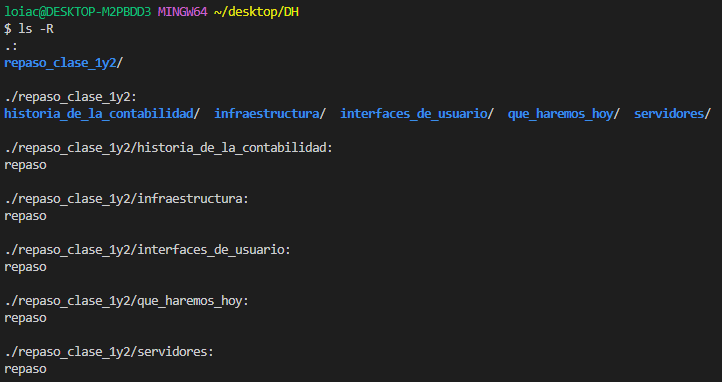 loiac@DESKTOP-M2PBDD3 MINGW64 ~/desktop/DH
$ ls -R
.:
repaso_clase_1y2/
./repaso_clase_1y2:
historia_de_la_contabilidad/  infraestructura/  interfaces_de_usuario/  que_haremos_hoy/  servidores/
./repaso_clase_1y2/historia_de_la_contabilidad:
repaso
./repaso_clase_1y2/infraestructura:
repaso
./repaso_clase_1y2/interfaces_de_usuario:
repaso
./repaso_clase_1y2/que_haremos_hoy:
repaso
./repaso_clase_1y2/servidores:
repaso